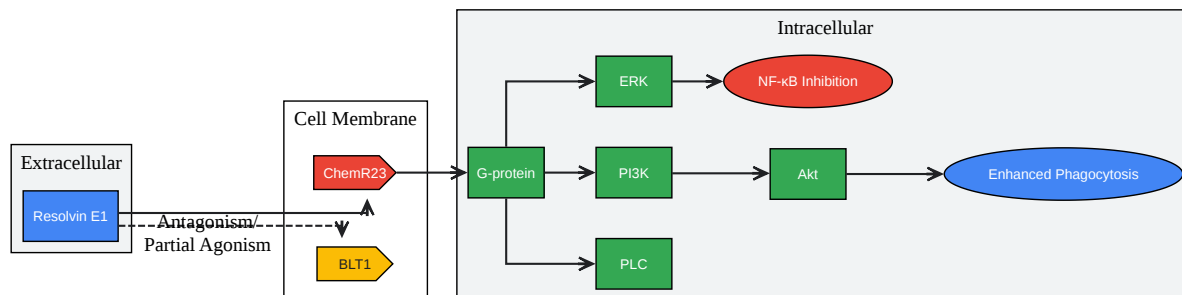 Intracellular
ERK
NF-κB Inhibition
Cell Membrane
Extracellular
ChemR23
G-protein
PI3K
Akt
Enhanced Phagocytosis
Resolvin E1
Antagonism/
Partial Agonism
BLT1
PLC